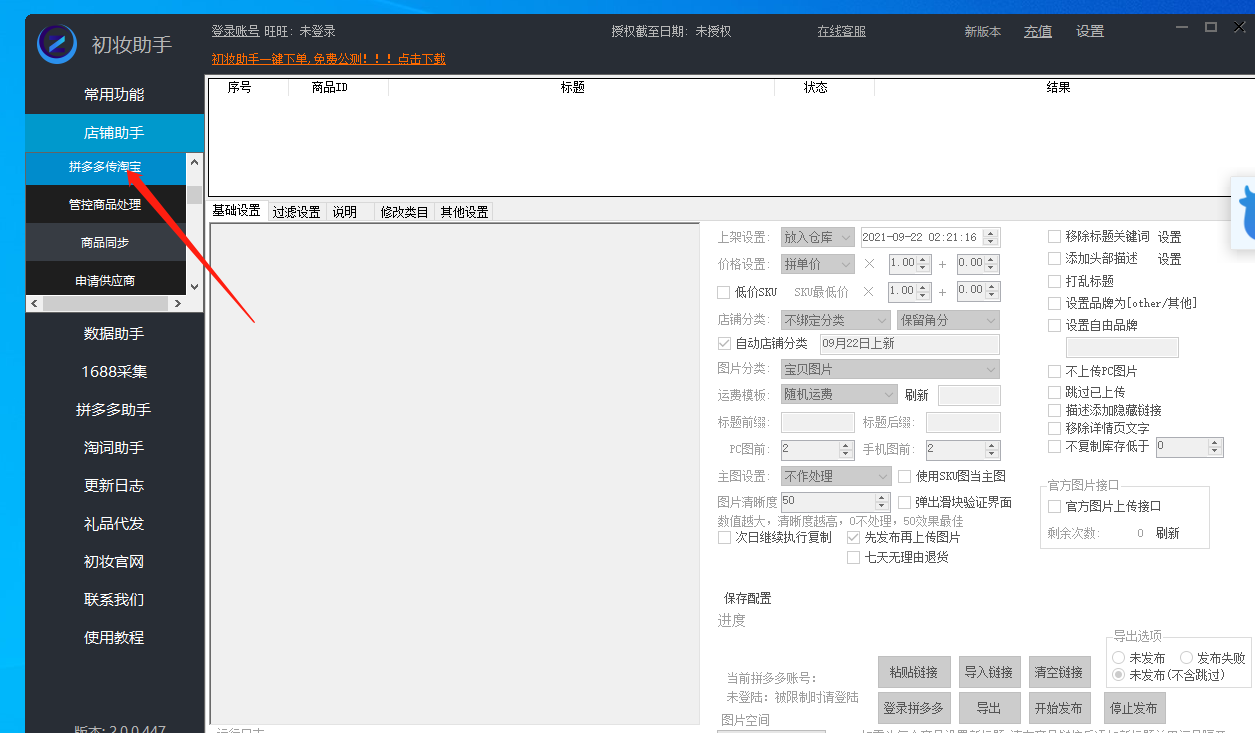 初妆助手
登录账号 旺旺: 未登录
授权截至日期: 未授权
在线客服
新版本 充值 设置
初妆助手一键下单,免费公测!!!点击下载
常用功能
店铺助手
拼多多传淘宝
管控商品处理
商品同步
申请供应商
数据助手
1688采集
拼多多助手
淘词助手
更新日志
礼品代发
初妆官网
联系我们
使用教程
版本: 2.0.0.447
序号 商品ID 标题 状态 结果
基础设置 过滤设置 说明 修改类目 其他设置
上架设置: 放入仓库 2021-09-22 02:21:16
价格设置: 拼单价 × 1.00 + 0.00
低价SKU SKU最低价 × 1.00 + 0.00
店铺分类: 不绑定分类 保留角分
自动店铺分类 09月22日上新
图片分类: 宝贝图片
运费模板: 随机运费 刷新
标题前缀: 标题后缀:
PC图前: 2 手机图前: 2
主图设置: 不作处理 使用SKU图当主图
图片清晰度 50 弹出滑块验证界面
数值越大, 清晰度越高, 0不处理, 50效果最佳
次日继续执行复制 先发布再上传图片
七天无理由退货
保存配置
进度
移除标题关键词 设置
添加头部描述 设置
打乱标题
设置品牌为[other/其他]
设置自由品牌
不上传PC图片
跳过已上传
描述添加隐藏链接
移除详情页文字
不复制库存低于 0
官方图片接口
官方图片上传接口
剩余次数: 0 刷新
导出选项
未发布 发布失败
未发布(不含跳过)
当前拼多多账号:
未登陆: 被限制时请登陆
图片空间
粘贴链接 导入链接 清空链接
登录拼多多 导出 开始发布 停止发布
运行日志